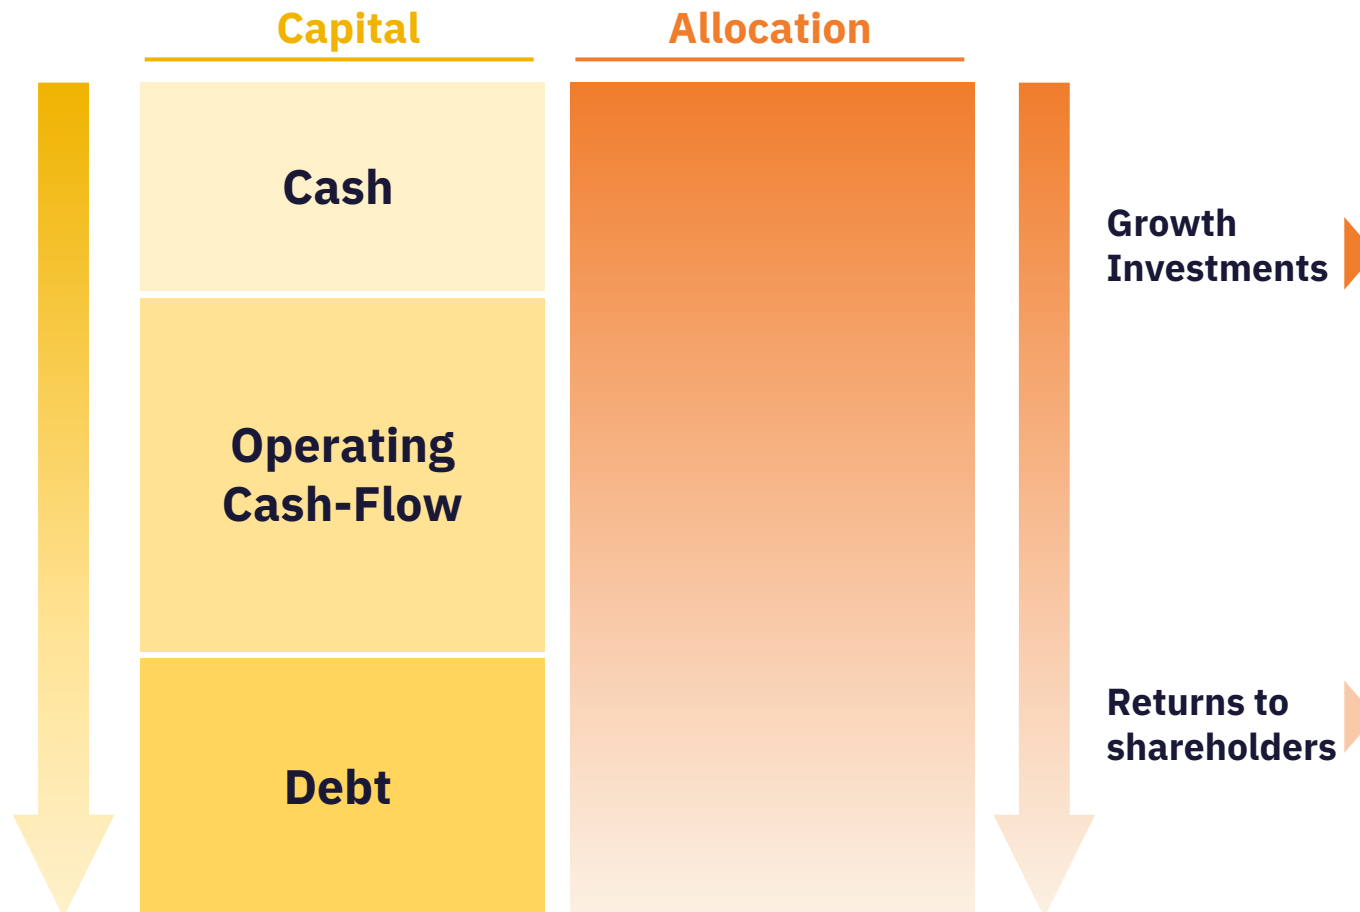 Capital
Allocation
Cash
Growth
Investments
Operating
Cash-Flow
Returns to
shareholders
Debt